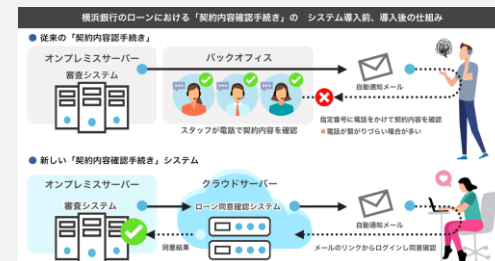 横浜銀行のローンにおける「契約内容確認手続き」の システム導入前、導入後の仕組み
従来の「契約内容認手続き」
オンプレミスサーバー
バックオフィス
審査システム
自動通知メール
スタッフが電話で契約内容を確認
指定番号に電話をかけて契約内容を確認
＊電話が繋がりづらい場合が多い
新しい「契約内容確認手続き」システム
オンプレミスサーバー
クラウドサーバー
審査システム
ローン同意確認システム
自動通知メール
同意結果
メールのリンクからログインし同意確認